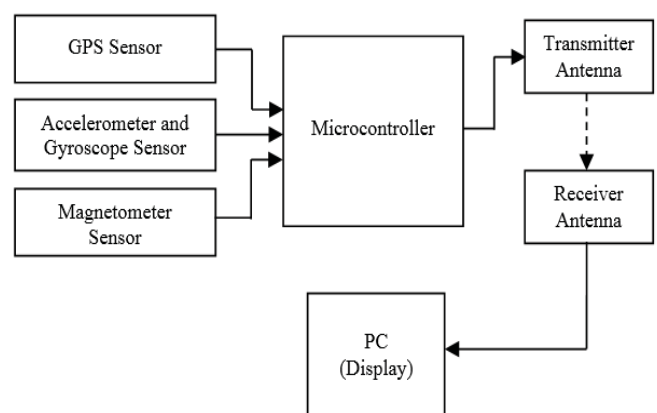 GPS Sensor
Accelerometer and
Gyroscope Sensor
Magnetometer
Sensor
Microcontroller
Transmitter
Antenna
Receiver
Antenna
PC
(Display)